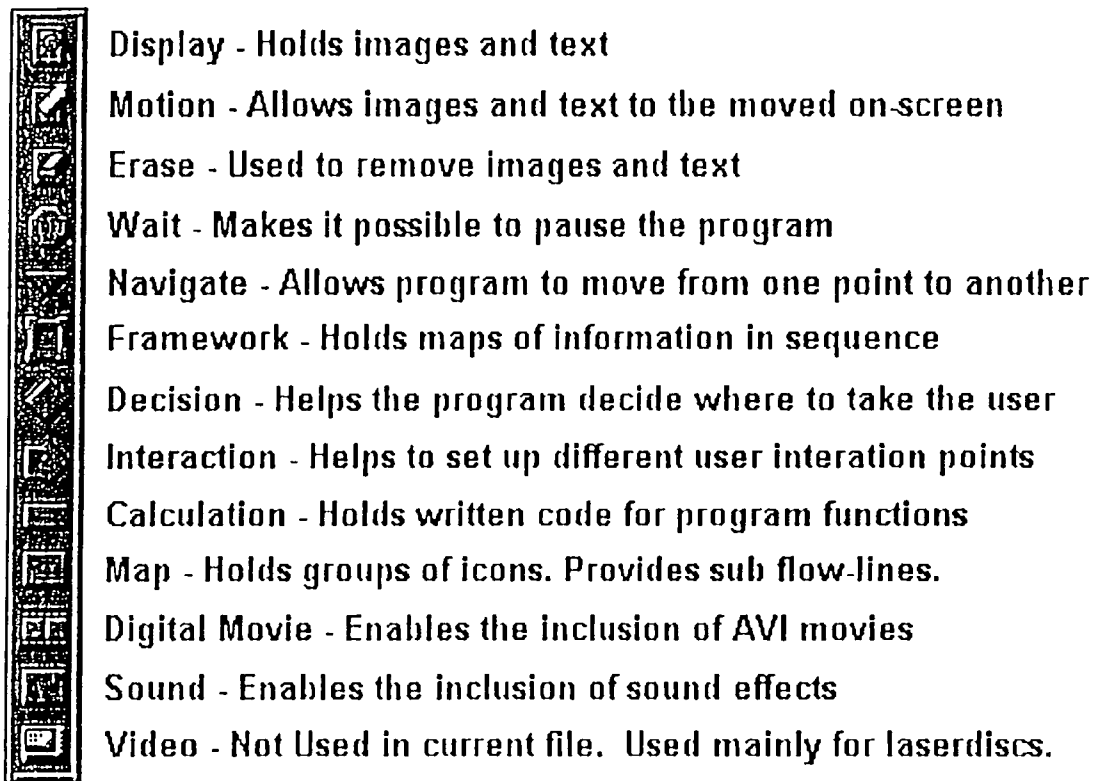 Display - Holds images and text
Motion - Allows images and text to tbe moved on-screen
Erase - Used to remove images and text
Wait - Makes it possible to pause the program
Navigate - Allows program to move from one point to another
Framework - Holds maps of information in sequence
Decision - Helps the program decide where to take the user
Interaction - Helps to set up different user interation points
Calculation - Holds written code for program functions
Map - Holds groups of icons. Provides sub flow-lines.
Digital Movie - Enables the inclusion of AVI movies
Sound - Enables the inclusion of sound effects
Video - Not Used in current file. Used mainly for laserdiscs.